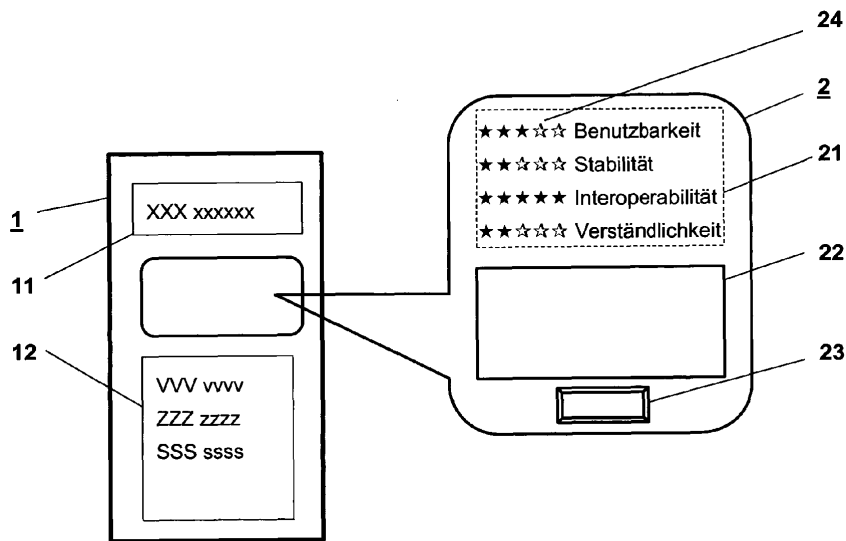 24
2
★★★☆☆ Benutzbarkeit
★★☆☆☆ Stabilität
21
★★★★★ Interoperabilität
★★☆☆☆ Verständlichkeit
1
XXX xxxxxx
11
22
12
VVV vvvv
ZZZ zzzz
SSS ssss
23